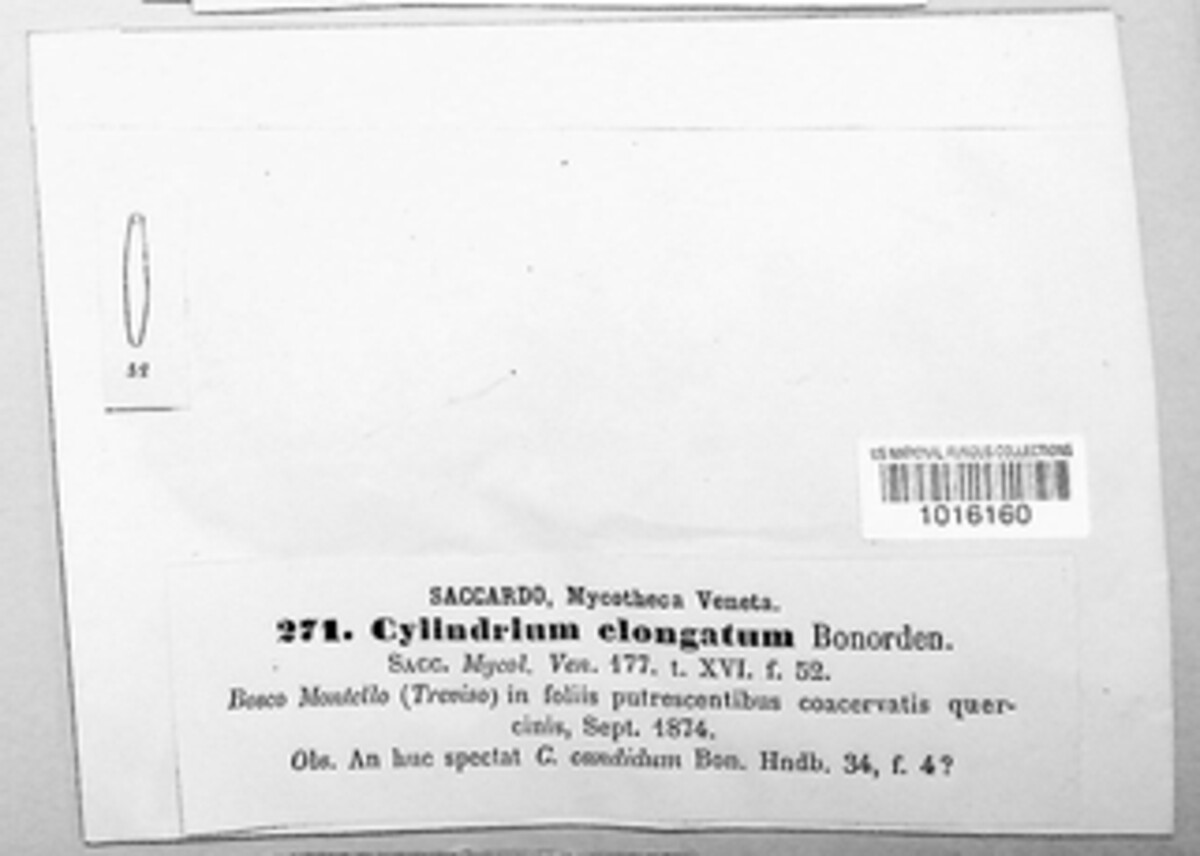 52
US NATIONAL FUNGUS COLLECTIONS
1016160
SACCARDO, Mycotheca Veneta.
271. Cylindrium elongatum Bonorden.
SACC. Mycol. Ven. 177. t. XVI. f. 52.
Bosco Montello (Treviso) in foliis putrescentibus coacervatis quer-
cinis, Sept. 1874.
Obs. An huc spectat C. candidum Bon. Hndb. 34, f. 4?